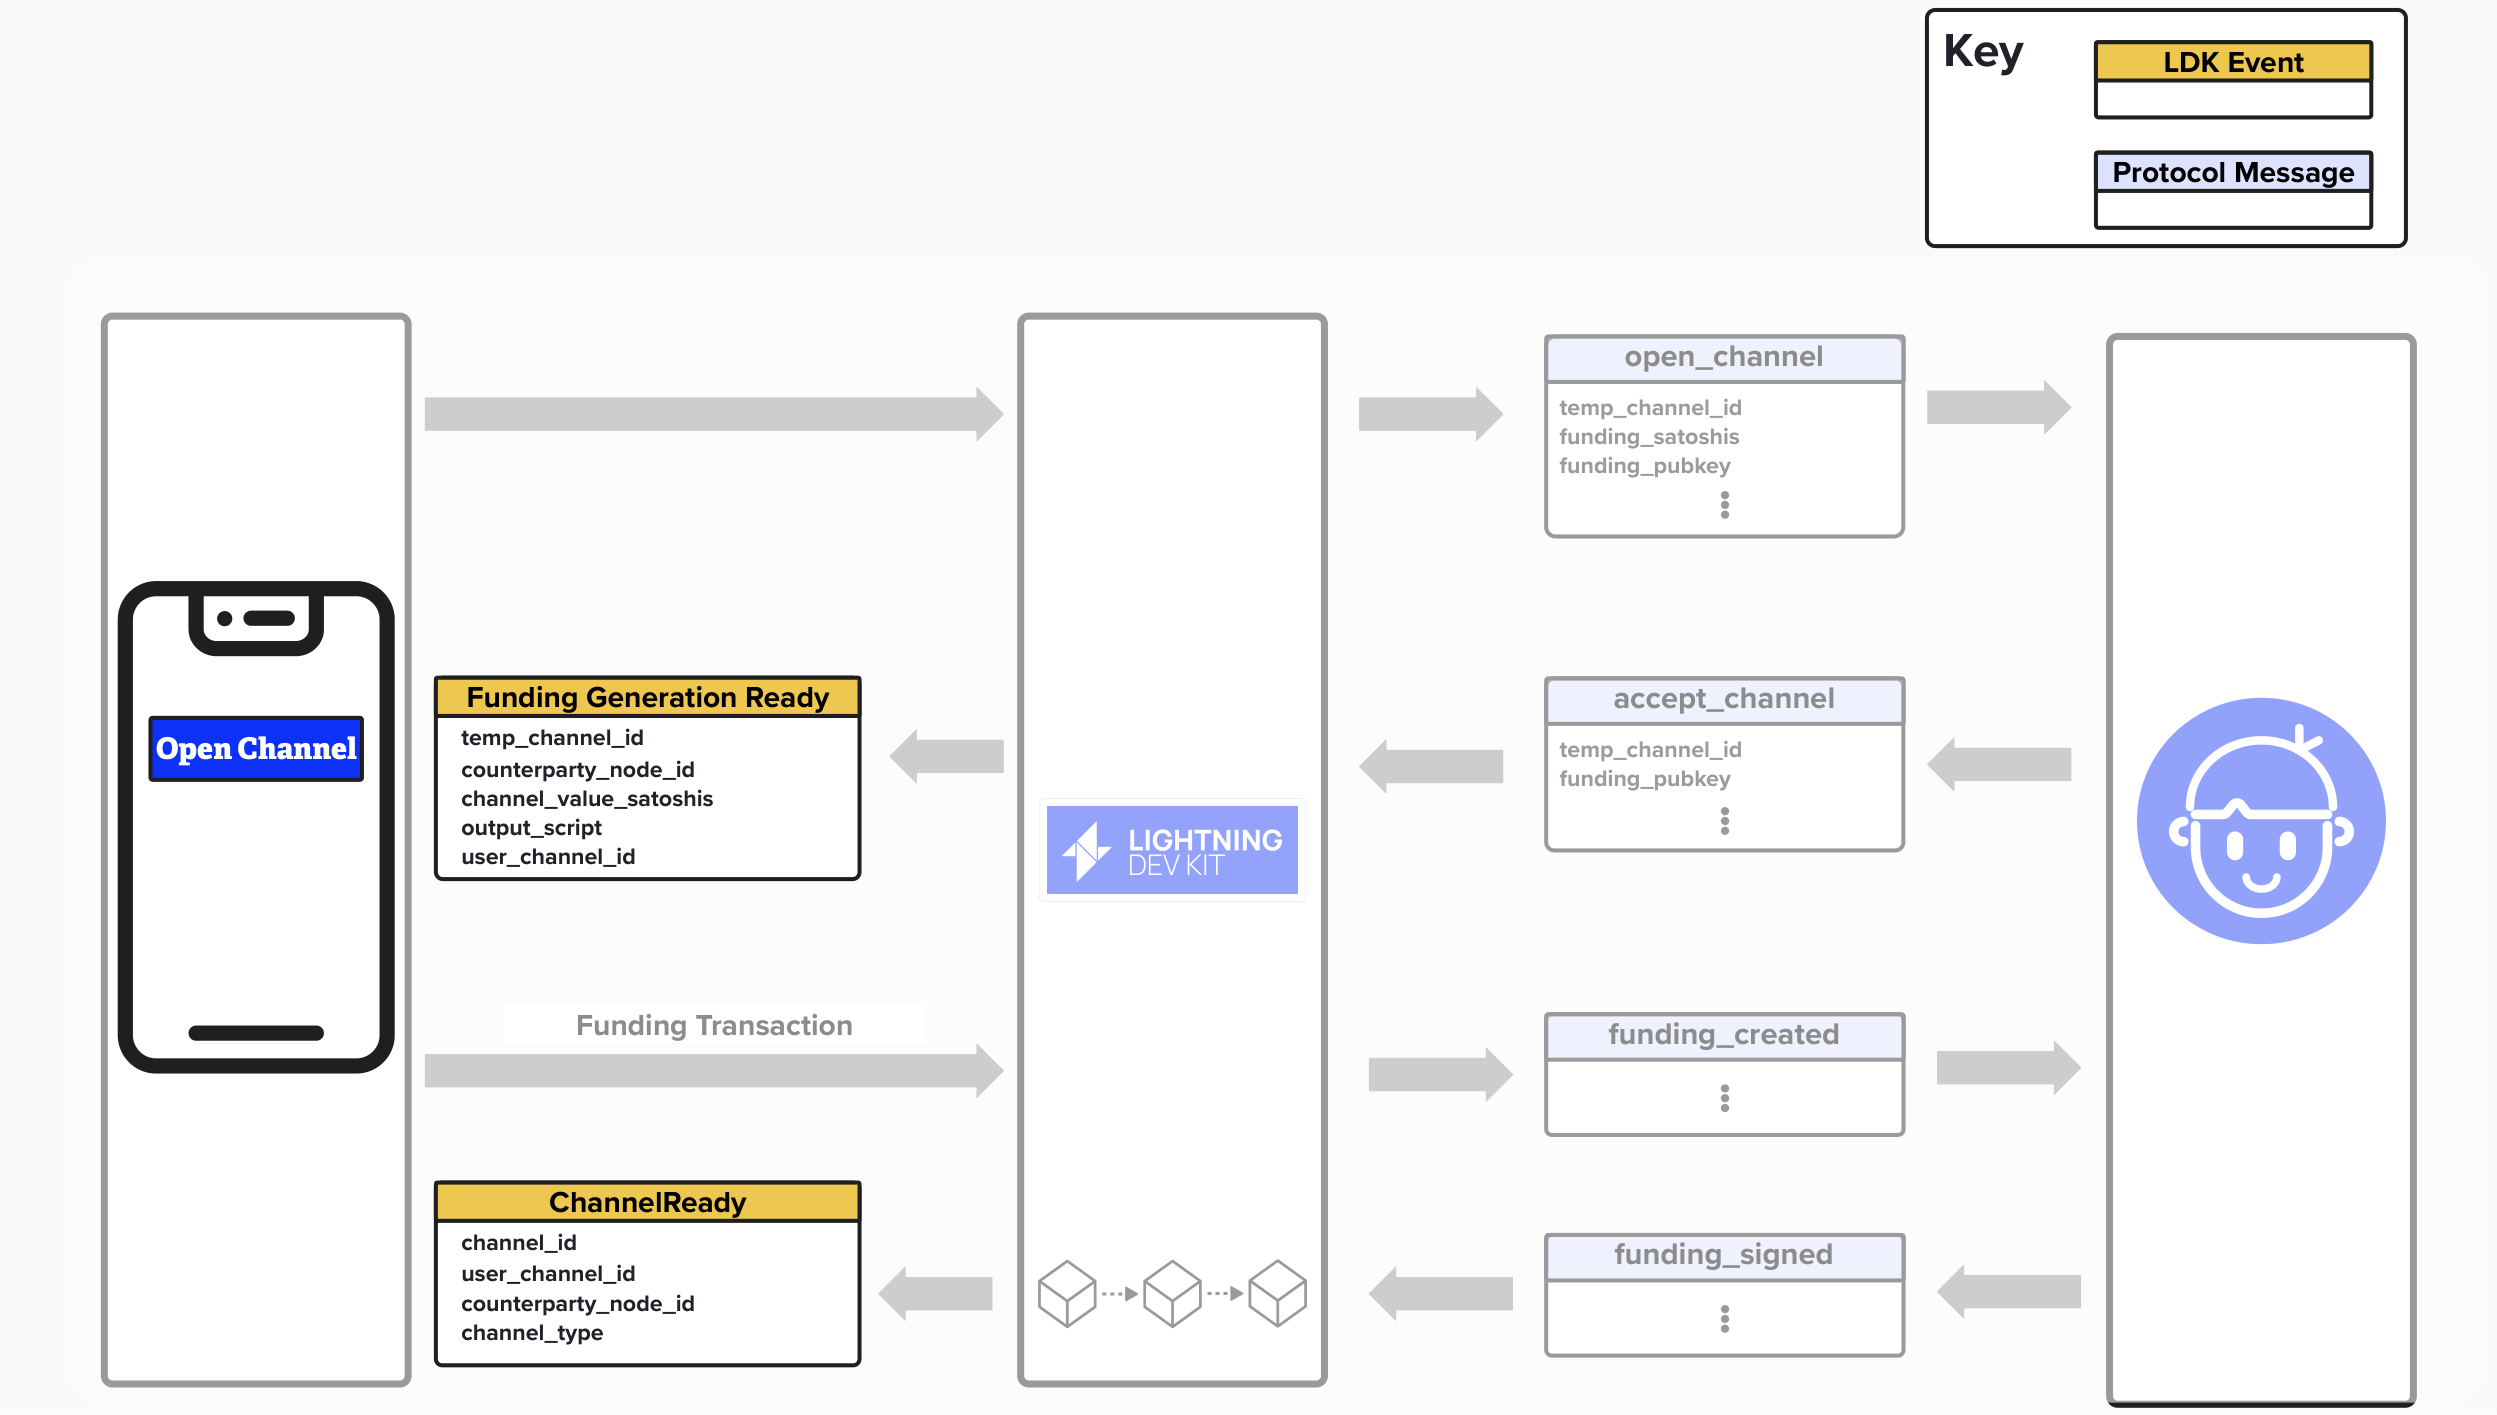 Key
LDK Event
Protocol Message
open_channel
temp_channel_id
funding_satoshis
funding_pubkey
Open Channel
Funding Generation Ready
temp_channel_id
counterparty_node_id
channel_value_satoshis
output_script
user_channel_id
LIGHTNING
DEV KIT
accept_channel
temp_channel_id
funding_pubkey
Funding Transaction
funding_created
ChannelReady
channel_id
user_channel_id
counterparty_node_id
channel_type
funding_signed